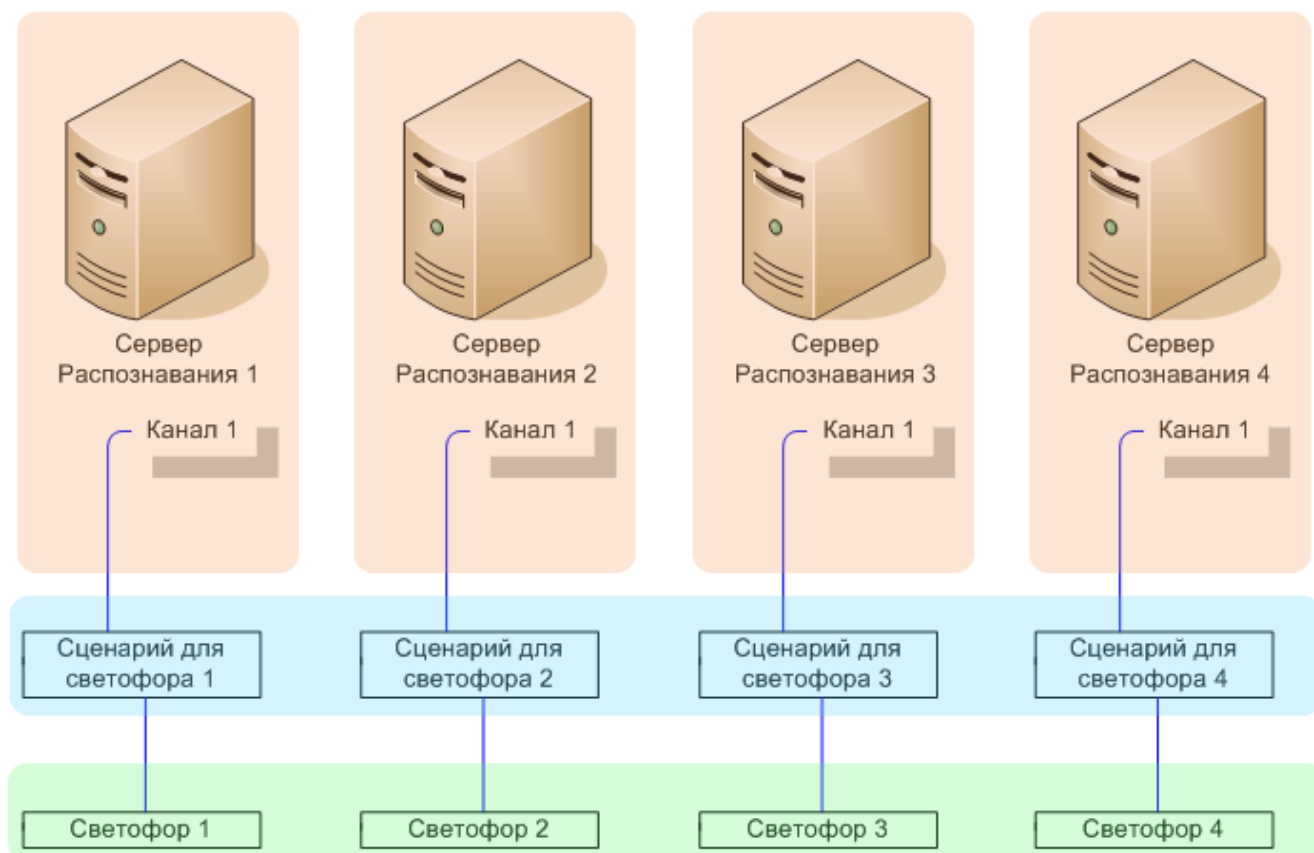 Сервер
Распознавания 1
Сервер
Распознавания 2
Сервер
Распознавания 3
Сервер
Распознавания 4
Канал 1
Канал 1
Канал 1
Канал 1
Сценарий для
светофора 1
Сценарий для
светофора 2
Сценарий для
светофора 3
Сценарий для
светофора 4
Светофор 1
Светофор 2
Светофор 3
Светофор 4